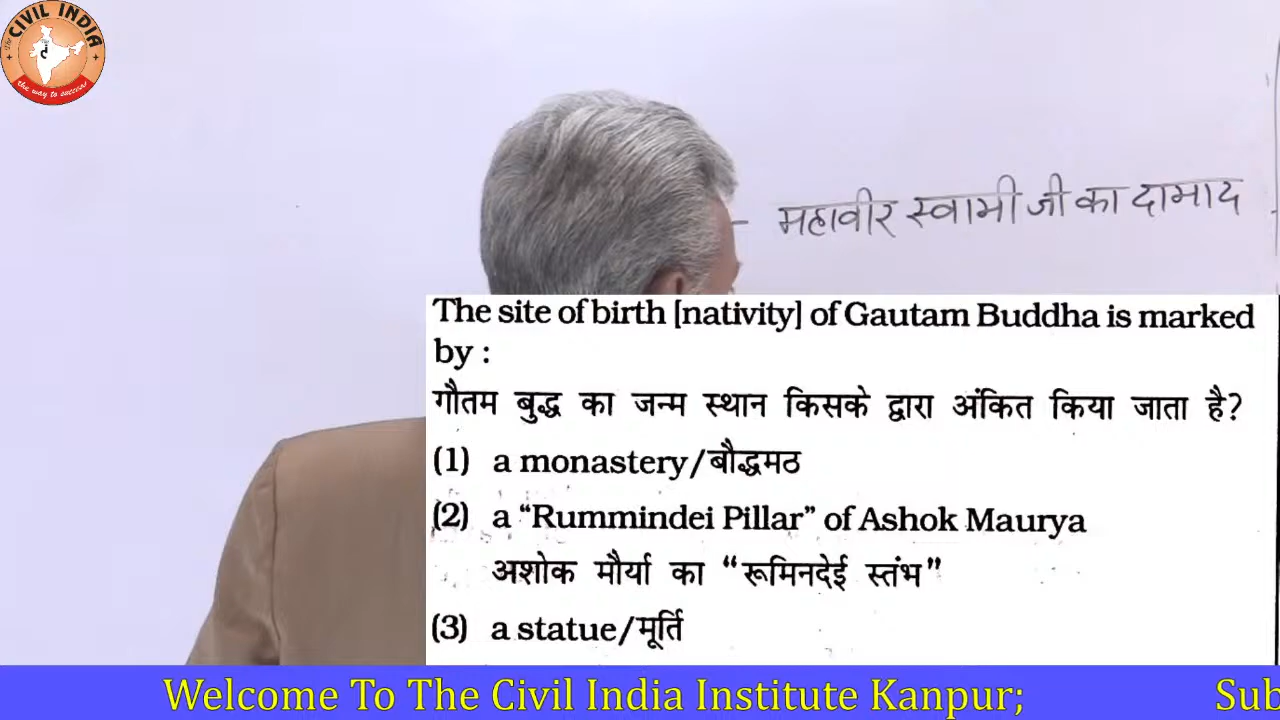 The CIVIL INDIA
the way to success
महावीर स्वामी जी का दामाद
The site of birth [nativity] of Gautam Buddha is marked
by :
गौतम बुद्ध का जन्म स्थान किसके द्वारा अंकित किया जाता है?
(1) a monastery/बौद्धमठ
(2) a “Rummindei Pillar” of Ashok Maurya
अशोक मौर्या का “रूमिनदेई स्तंभ”
(3) a statue/मूर्ति
Welcome To The Civil India Institute Kanpur; Sub